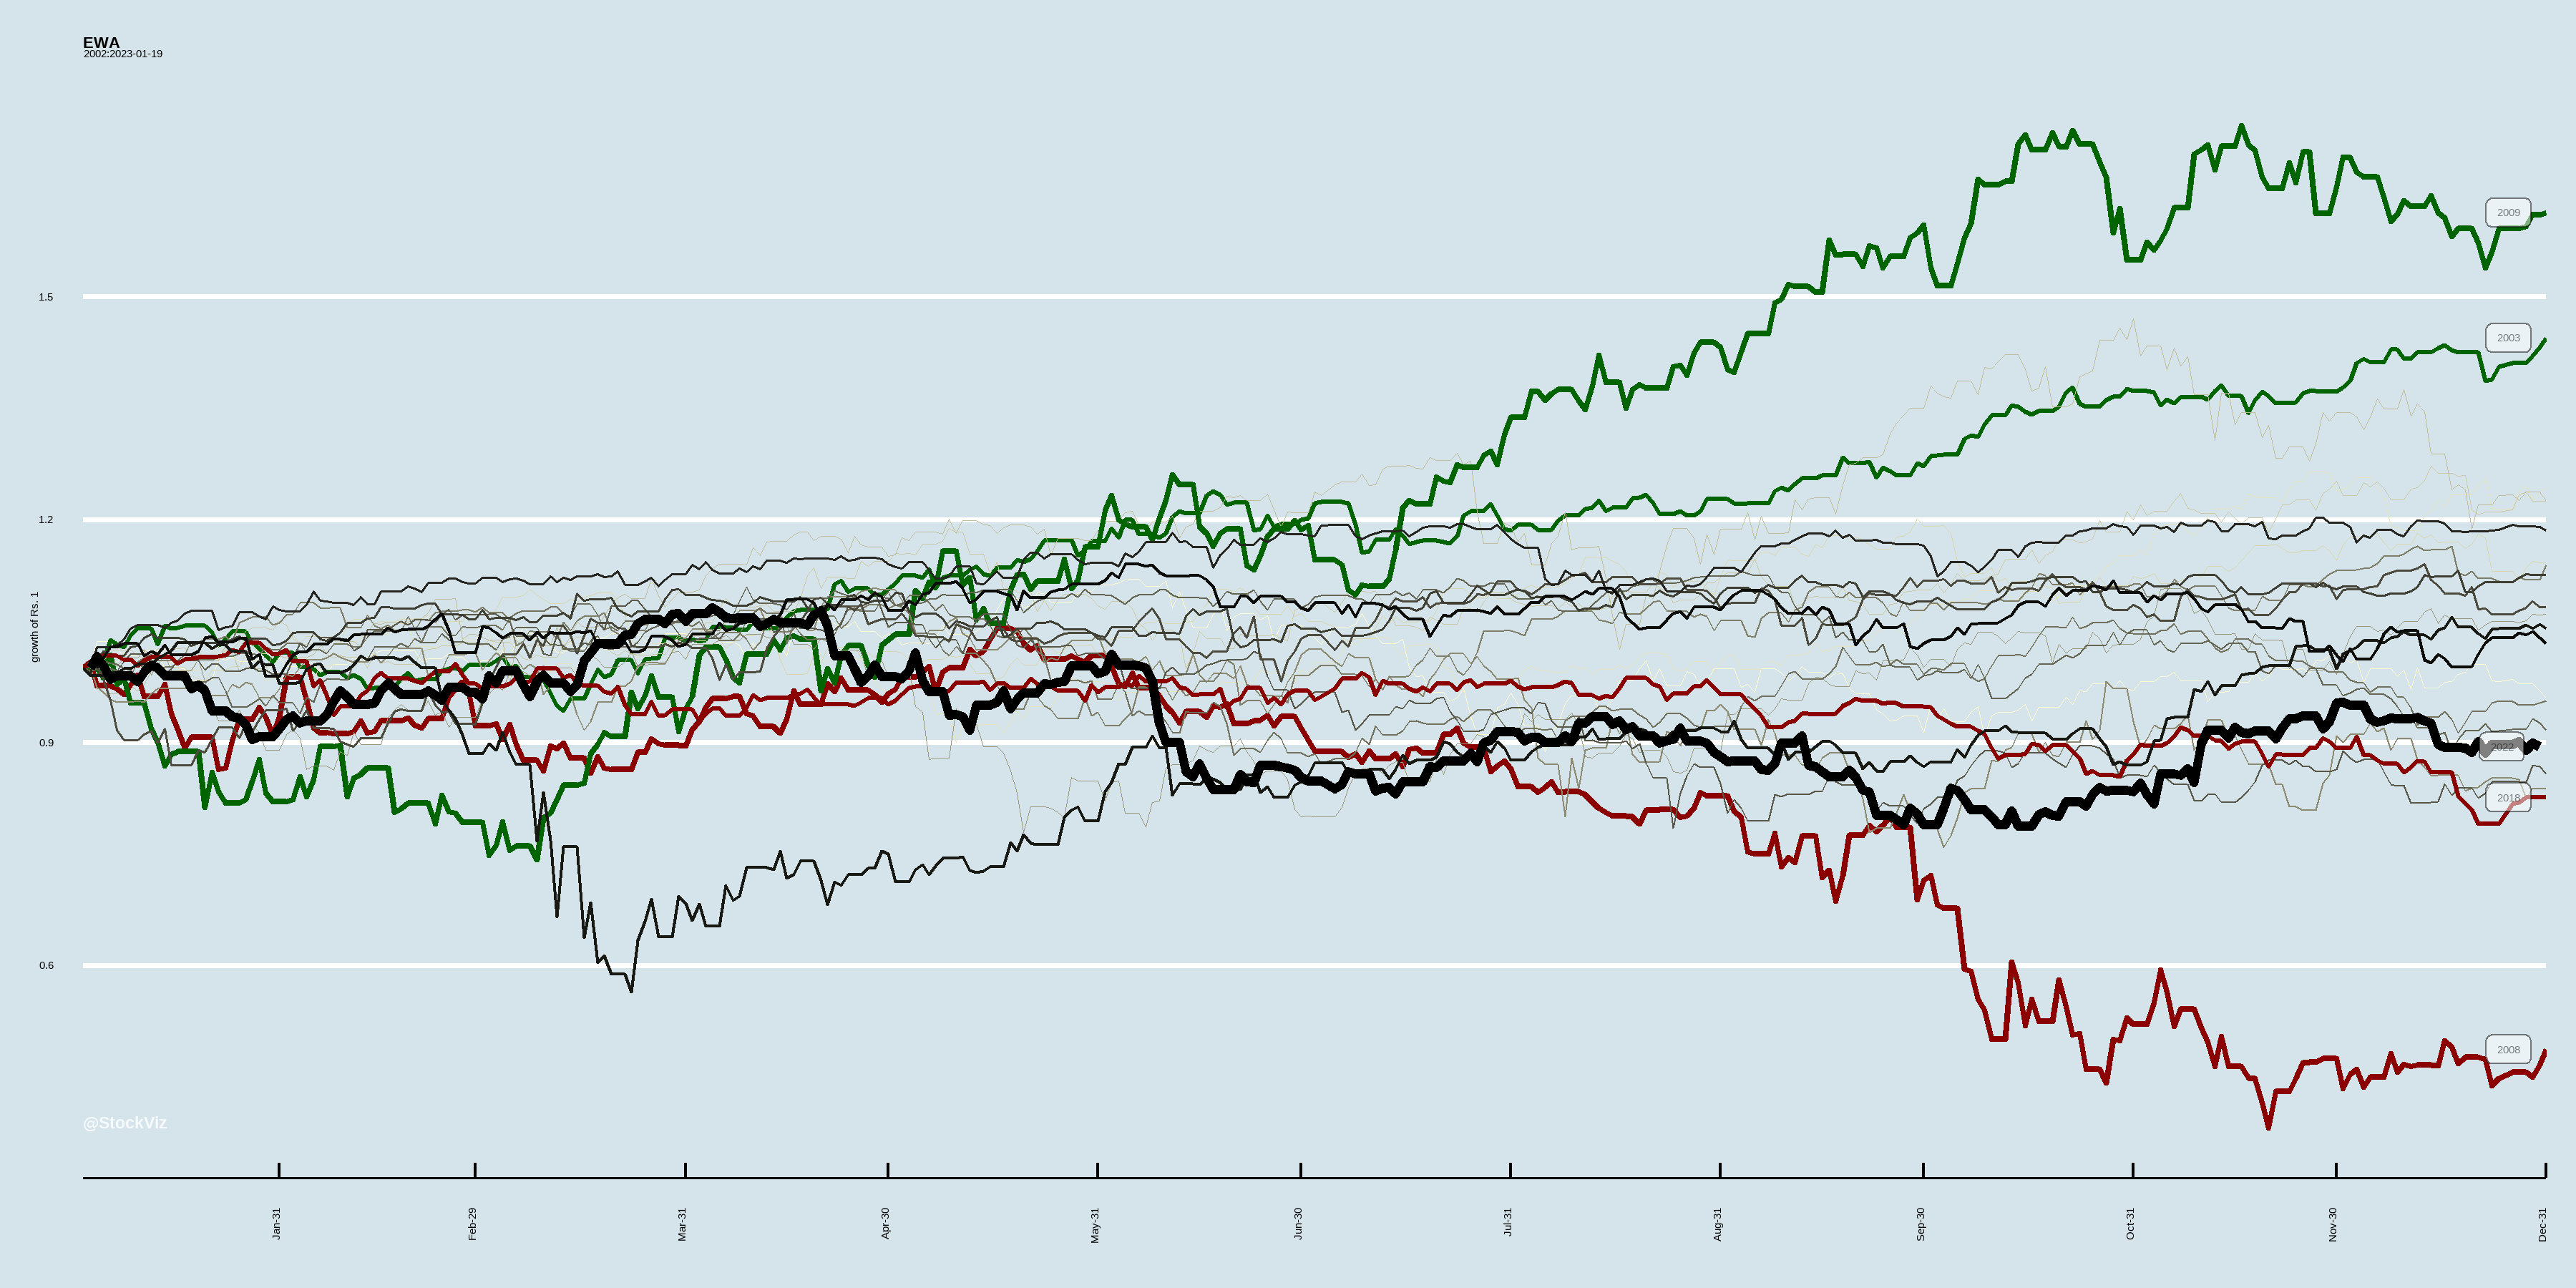 EWA
2002:2023-01-19
growth of Rs. 1
1.5
1.2
0.9
0.6
2009
2003
2022
2018
2008
@StockViz
Jan-31
Feb-29
Mar-31
Apr-30
May-31
Jun-30
Jul-31
Aug-31
Sep-30
Oct-31
Nov-30
Dec-31